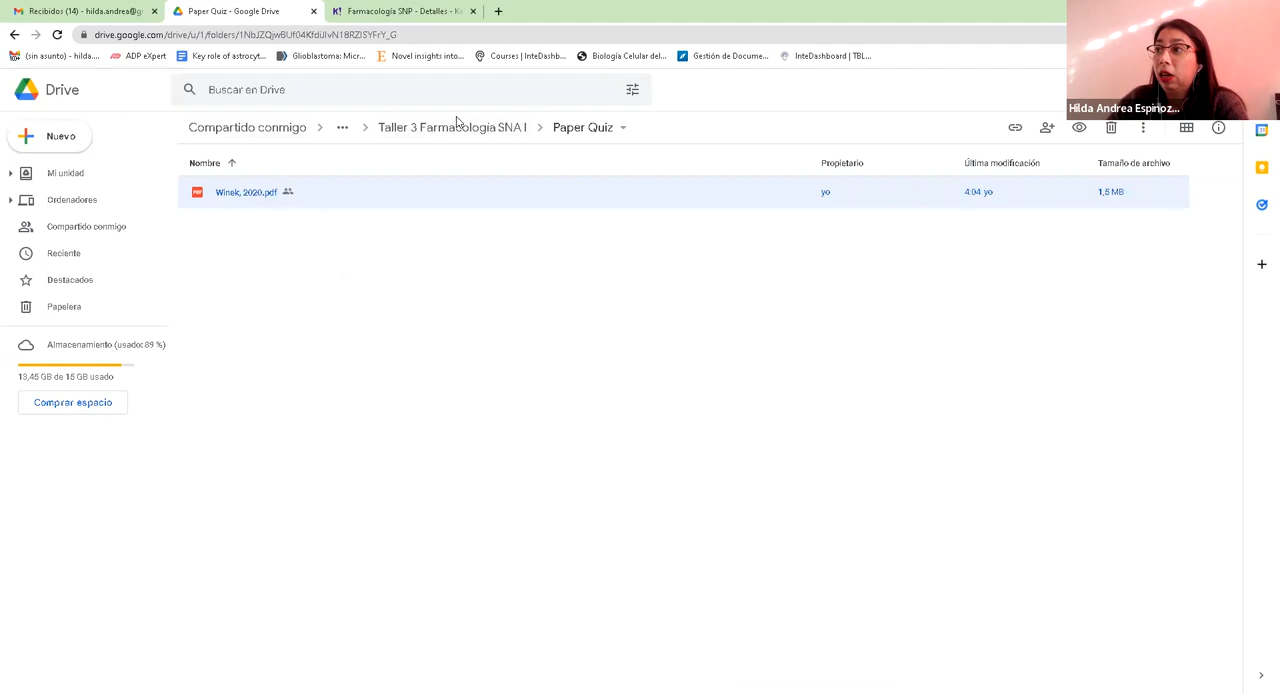 Recibidos (14) - hilda.andrea@g
Paper Quiz - Google Drive
Farmacología SNP - Detalles - Ka
drive.google.com/drive/u/1/folders/1NbJZQjwBUf04KfdiJlvN18RZISYFrY_G
(sin asunto) - hilda....
ADP eXpert
Key role of astrocyt...
Glioblastoma: Micr...
Novel insights into...
Courses | InteDashb...
Biología Celular del...
Gestión de Docume...
InteDashboard | TBL...
Hilda Andrea Espinoz...
Drive
Buscar en Drive
Nuevo
Compartido conmigo > ... > Taller 3 Farmacología SNA I > Paper Quiz
Nombre
Propietario
Última modificación
Tamaño de archivo
Winek, 2020.pdf
yo
4:04 yo
1,5 MB
Mi unidad
Ordenadores
Compartido conmigo
Reciente
Destacados
Papelera
Almacenamiento (usado: 89 %)
13,45 GB de 15 GB usado
Comprar espacio